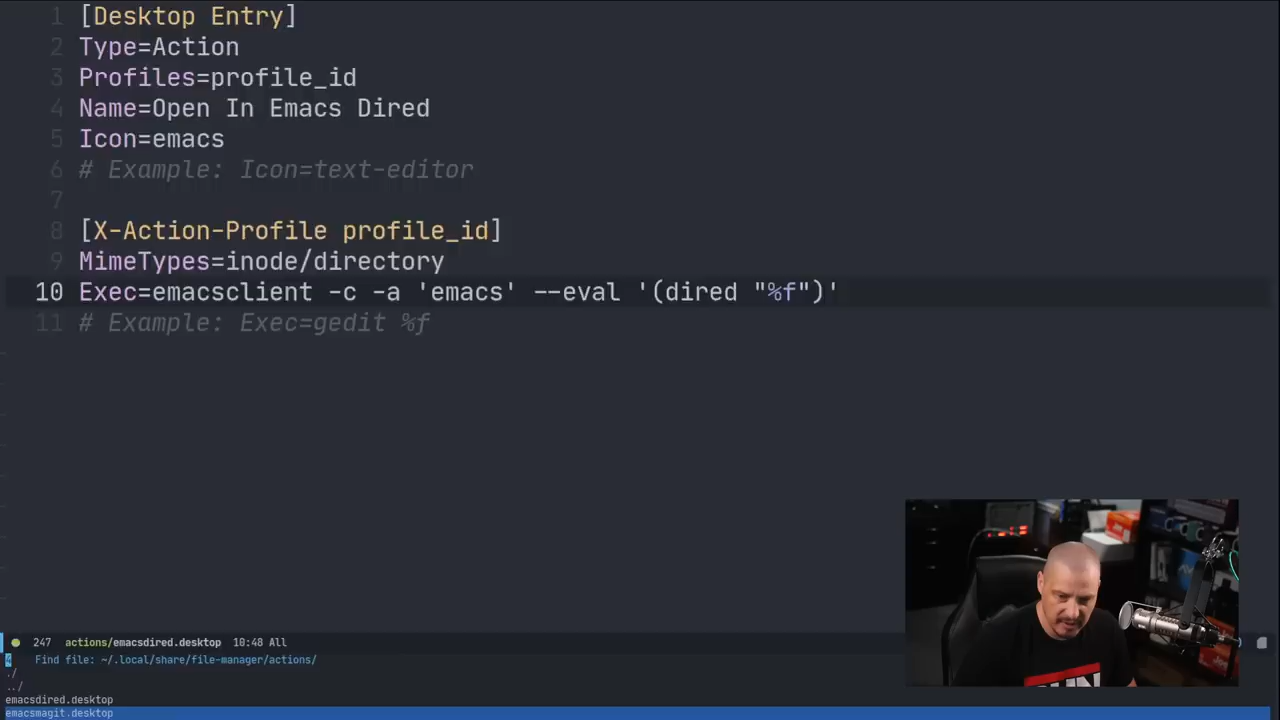 1 [Desktop Entry]
2 Type=Action
3 Profiles=profile_id
4 Name=Open In Emacs Dired
5 Icon=emacs
6 # Example: Icon=text-editor
7
8 [X-Action-Profile profile_id]
9 MimeTypes=inode/directory
10 Exec=emacsclient -c -a 'emacs' --eval '(dired "%f")'
11 # Example: Exec=gedit %f
247 actions/emacsdired.desktop 10:48 All
4 Find file: ~/.local/share/file-manager/actions/
./
../
emacsdired.desktop
emacsmagit.desktop